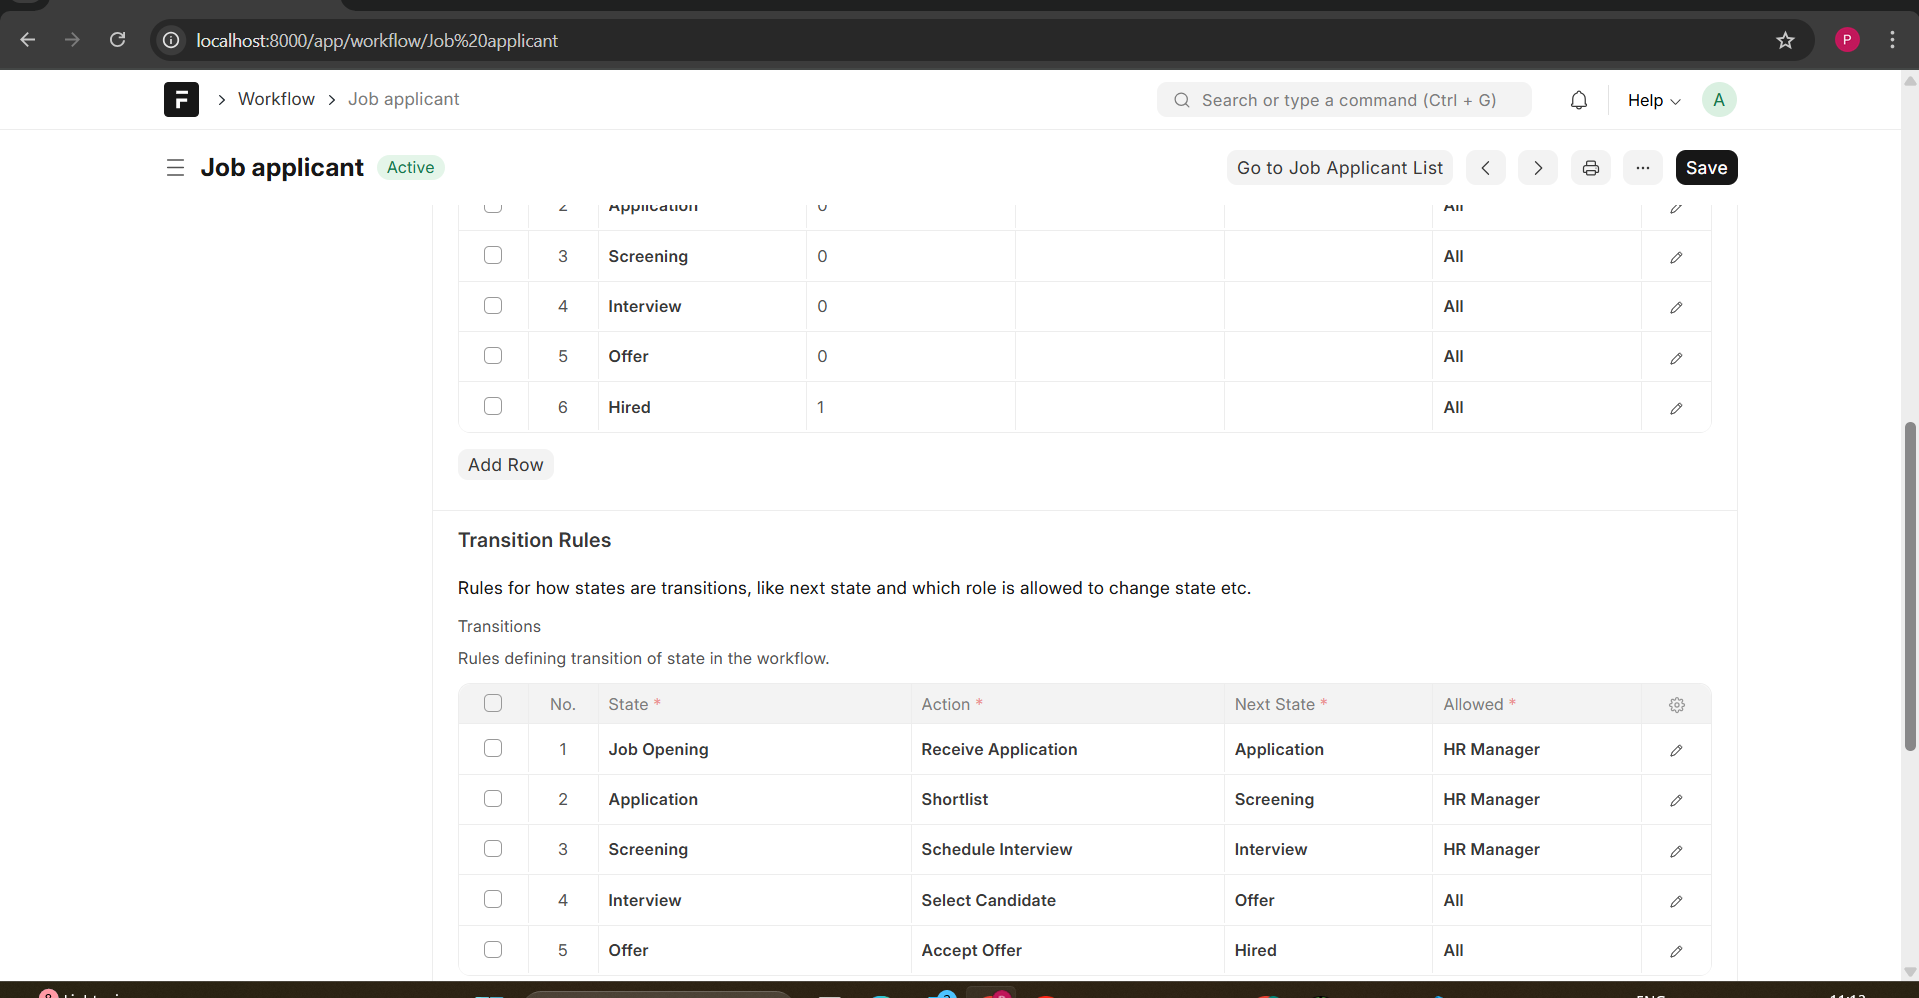 localhost:8000/app/workflow/Job%20applicant
P
F
Workflow
Job applicant
Search or type a command (Ctrl + G)
Help
A
Job applicant
Active
Go to Job Applicant List
...
Save
2 Application 0 All
3 Screening 0 All
4 Interview 0 All
5 Offer 0 All
6 Hired 1 All
Add Row
Transition Rules
Rules for how states are transitions, like next state and which role is allowed to change state etc.
Transitions
Rules defining transition of state in the workflow.
No. State * Action * Next State * Allowed *
1 Job Opening Receive Application Application HR Manager
2 Application Shortlist Screening HR Manager
3 Screening Schedule Interview Interview HR Manager
4 Interview Select Candidate Offer All
5 Offer Accept Offer Hired All